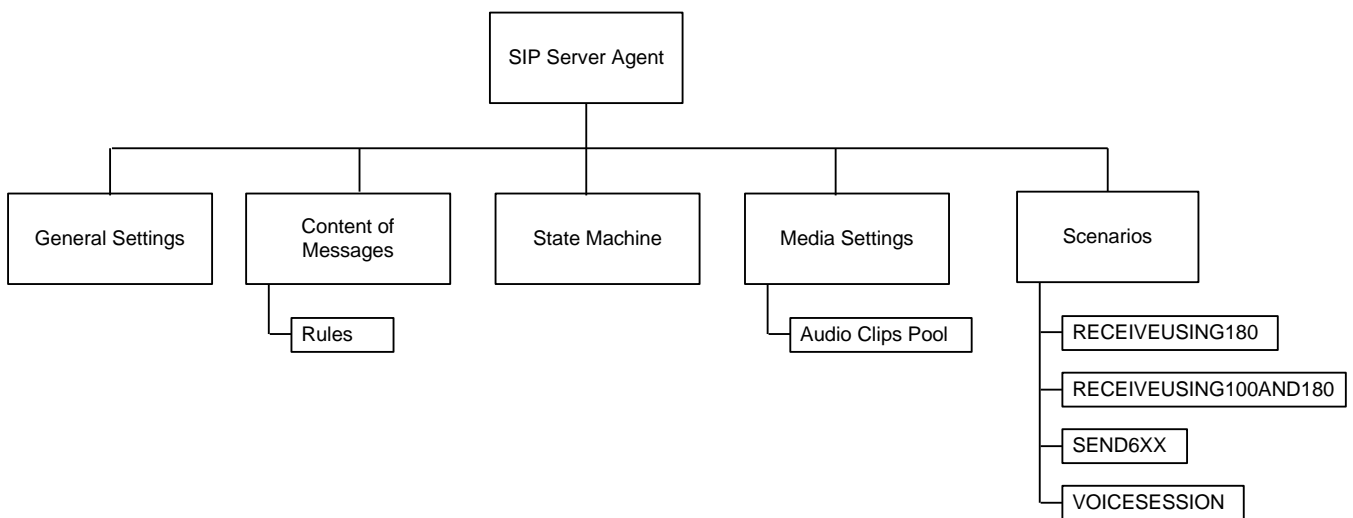 SIP Server Agent
General Settings
Content of
Messages
State Machine
Media Settings
Scenarios
Rules
Audio Clips Pool
RECEIVEUSING180
RECEIVEUSING100AND180
SEND6XX
VOICESESSION